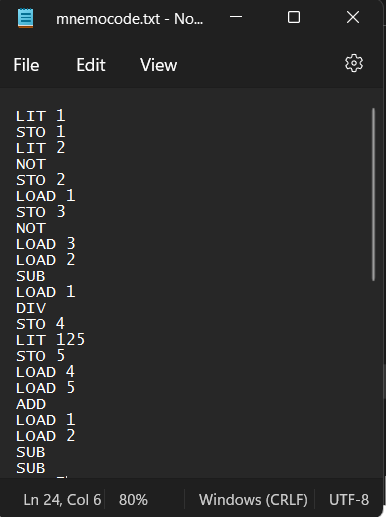 mnemocode.txt - No...
File Edit View
LIT 1
STO 1
LIT 2
NOT
STO 2
LOAD 1
STO 3
NOT
LOAD 3
LOAD 2
SUB
LOAD 1
DIV
STO 4
LIT 125
STO 5
LOAD 4
LOAD 5
ADD
LOAD 1
LOAD 2
SUB
SUB
Ln 24, Col 6 80% Windows (CRLF) UTF-8